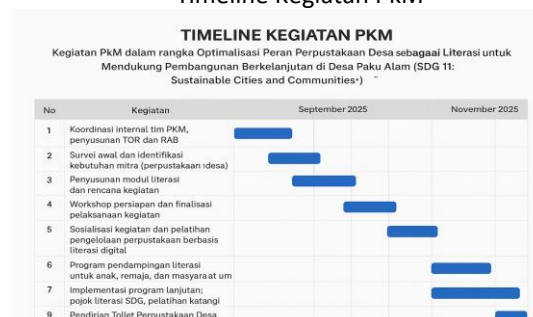 Timeline Kegiatan PkM
TIMELINE KEGIATAN PKM
Kegiatan PkM dalam rangka Optimalisasi Peran Perpustakaan Desa sebagaai Literasi untuk
Mendukung Pembangunan Berkelanjutan di Desa Paku Alam (SDG 11:
Sustainable Cities and Communities•)
No Kegiatan September 2025 November 2025
1 Koordinasi internal tim PKM,
penyusunan TOR dan RAB
2 Survei awal dan identifikasi
kebutuhan mitra (perpustakaan :desa)
3 Penyusunan modul literasi
dan rencana kegiatan
4 Workshop persiapan dan finalisasi
pelaksanaan kegiatan
5 Sosialisasi kegiatan dan pelatihan
pengelolaan perpustakaan berbasis
literasi digital
6 Program pendampingan literasi
untuk anak, remaja, dan masyaraat um
7 Implementasi program lanjutan;
pojok literasi SDG, pelatihan katangi
9 Pendirian Tollet Perpustakaan Desa